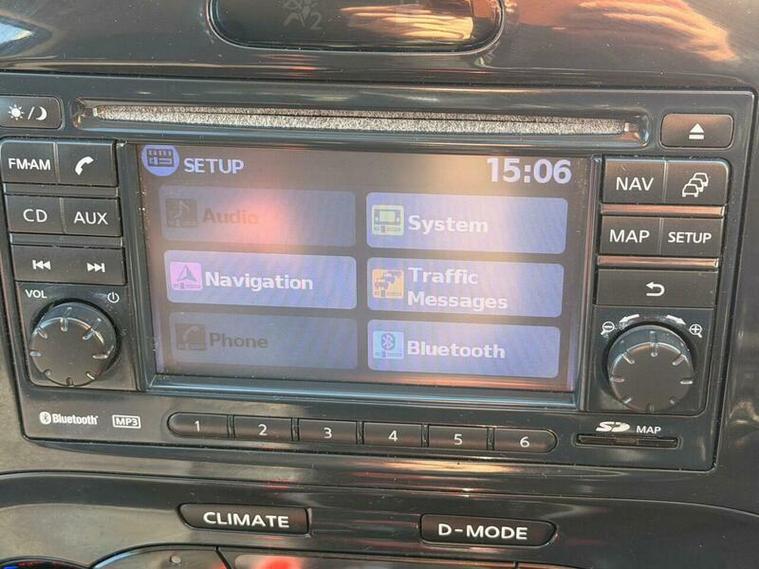 2
SETUP 15:06
FM·AM
NAV
Audio System
CD AUX
MAP SETUP
Navigation Traffic
Messages
VOL
Phone Bluetooth
Bluetooth MP3
1 2 3 4 5 6
SD MAP
CLIMATE D-MODE